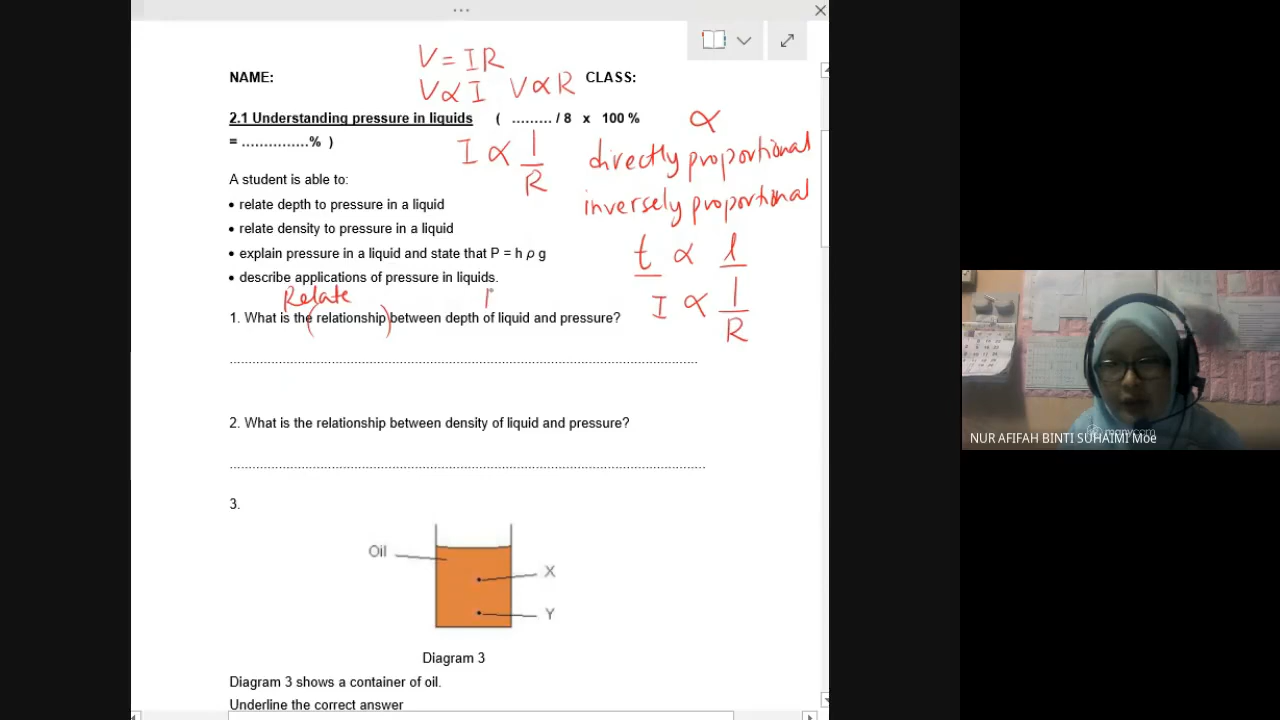 V = IR
NAME:
CLASS:
V ∝ I V ∝ R
2.1 Understanding pressure in liquids ( ......... / 8 x 100 %
∝
= ..............% )
I ∝ 1/R
directly proportional
A student is able to:
• relate depth to pressure in a liquid
inversely proportional
• relate density to pressure in a liquid
• explain pressure in a liquid and state that P = h ρ g
t ∝ l
• describe applications of pressure in liquids.
Relate
I ∝ 1/R
1. What is the (relationship) between depth of liquid and pressure?
2. What is the relationship between density of liquid and pressure?
3.
Oil
X
Y
Diagram 3
Diagram 3 shows a container of oil.
Underline the correct answer
manycam
NUR AFIFAH BINTI SUHAIMI Moe